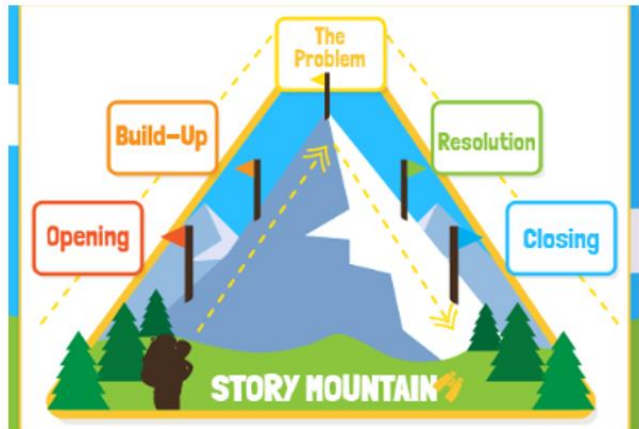 The
Problem
Build-Up
Resolution
Opening
Closing
STORY MOUNTAIN